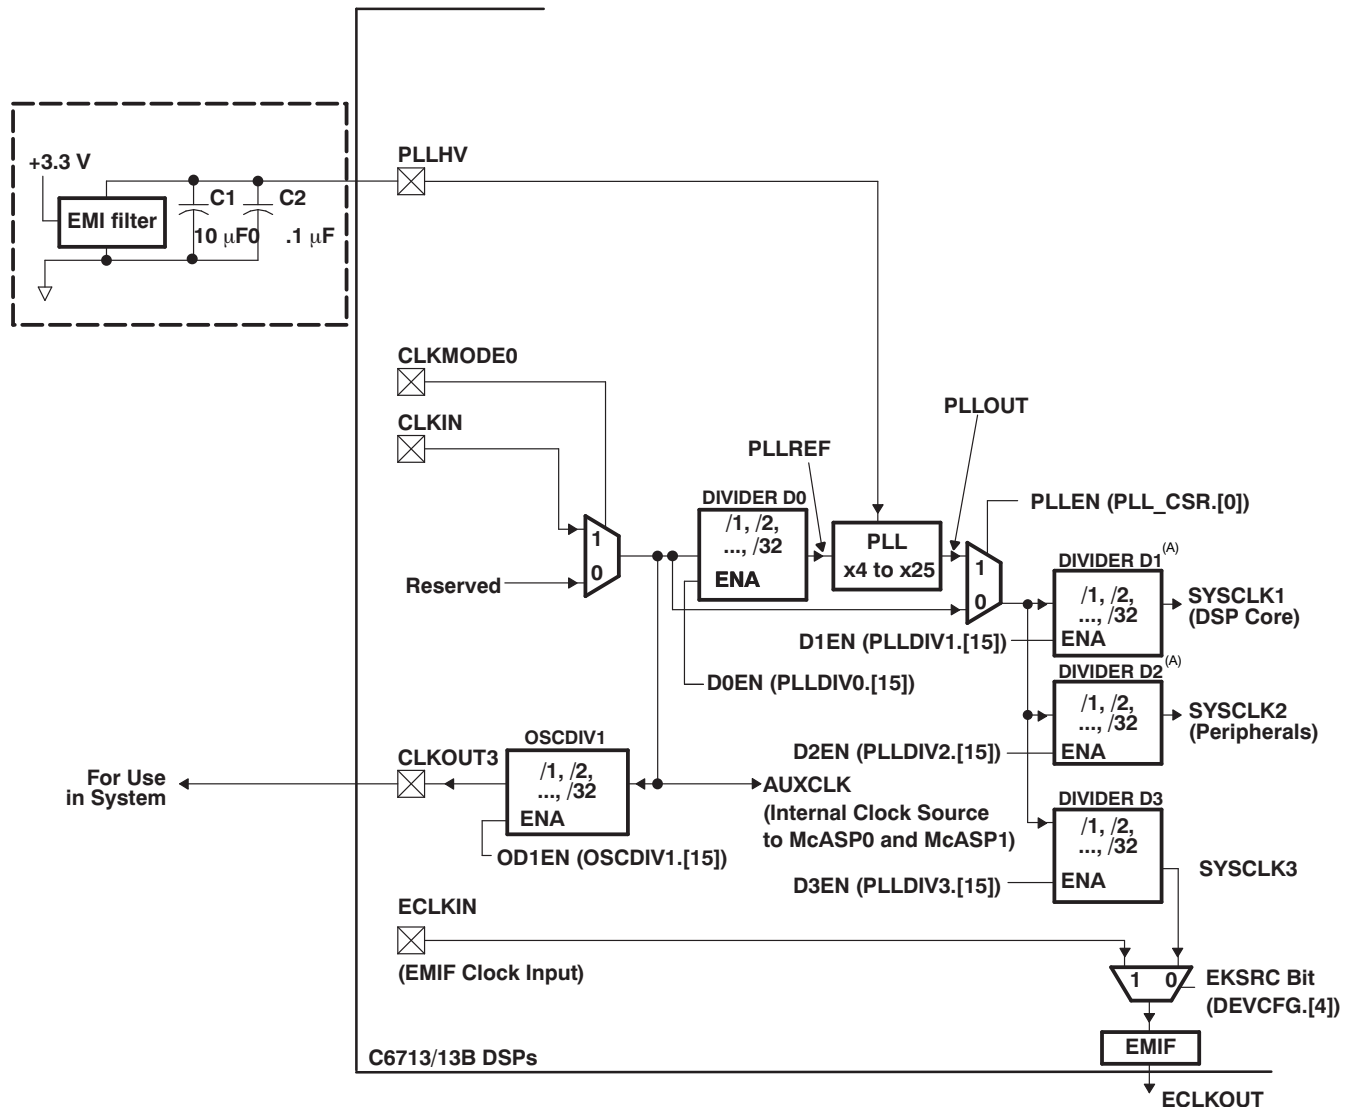 +3.3 V
EMI filter
C1
C2
10 μF0
.1 μF
PLLHV
CLKMODE0
CLKIN
Reserved
1
0
DIVIDER D0
/1, /2,
..., /32
ENA
D0EN (PLLDIV0.[15])
PLLREF
PLL
x4 to x25
PLLOUT
1
0
PLLEN (PLL_CSR.[0])
DIVIDER D1(A)
/1, /2,
..., /32
ENA
SYSCLK1
(DSP Core)
D1EN (PLLDIV1.[15])
DIVIDER D2(A)
/1, /2,
..., /32
ENA
SYSCLK2
(Peripherals)
D2EN (PLLDIV2.[15])
For Use
in System
CLKOUT3
OSCDIV1
/1, /2,
..., /32
ENA
OD1EN (OSCDIV1.[15])
AUXCLK
(Internal Clock Source
to McASP0 and McASP1)
DIVIDER D3
/1, /2,
..., /32
ENA
SYSCLK3
D3EN (PLLDIV3.[15])
ECLKIN
(EMIF Clock Input)
1 0
EKSRC Bit
(DEVCFG.[4])
EMIF
C6713/13B DSPs
ECLKOUT